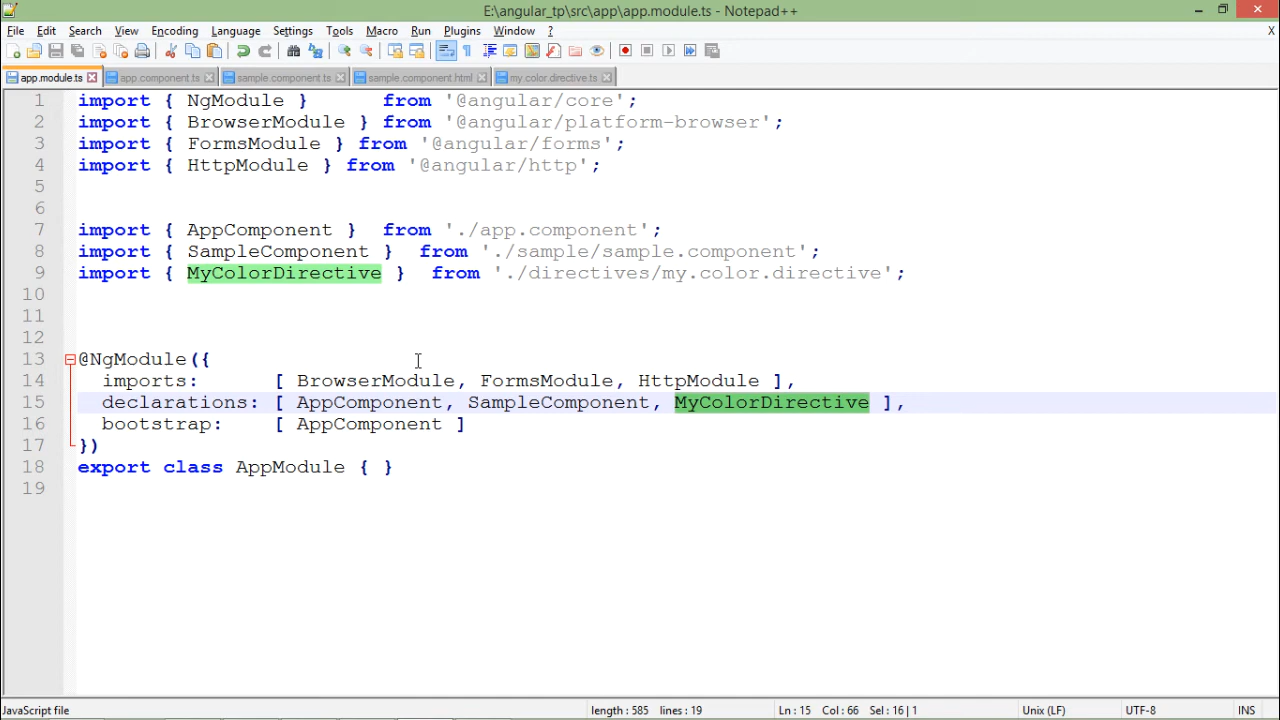 E:\angular_tp\src\app\app.module.ts - Notepad++
File Edit Search View Encoding Language Settings Tools Macro Run Plugins Window ? X
app.module.ts app.component.ts sample.component.ts sample.component.html my.color.directive.ts
1 import { NgModule }      from '@angular/core';
2 import { BrowserModule } from '@angular/platform-browser';
3 import { FormsModule } from '@angular/forms';
4 import { HttpModule } from '@angular/http';
5
6
7 import { AppComponent }  from './app.component';
8 import { SampleComponent }  from './sample/sample.component';
9 import { MyColorDirective }  from './directives/my.color.directive';
10
11
12
13 @NgModule({
14   imports:      [ BrowserModule, FormsModule, HttpModule ],
15   declarations: [ AppComponent, SampleComponent, MyColorDirective ],
16   bootstrap:    [ AppComponent ]
17 })
18 export class AppModule { }
19
JavaScript file length : 585 lines : 19 Ln : 15 Col : 66 Sel : 16 | 1 Unix (LF) UTF-8 INS